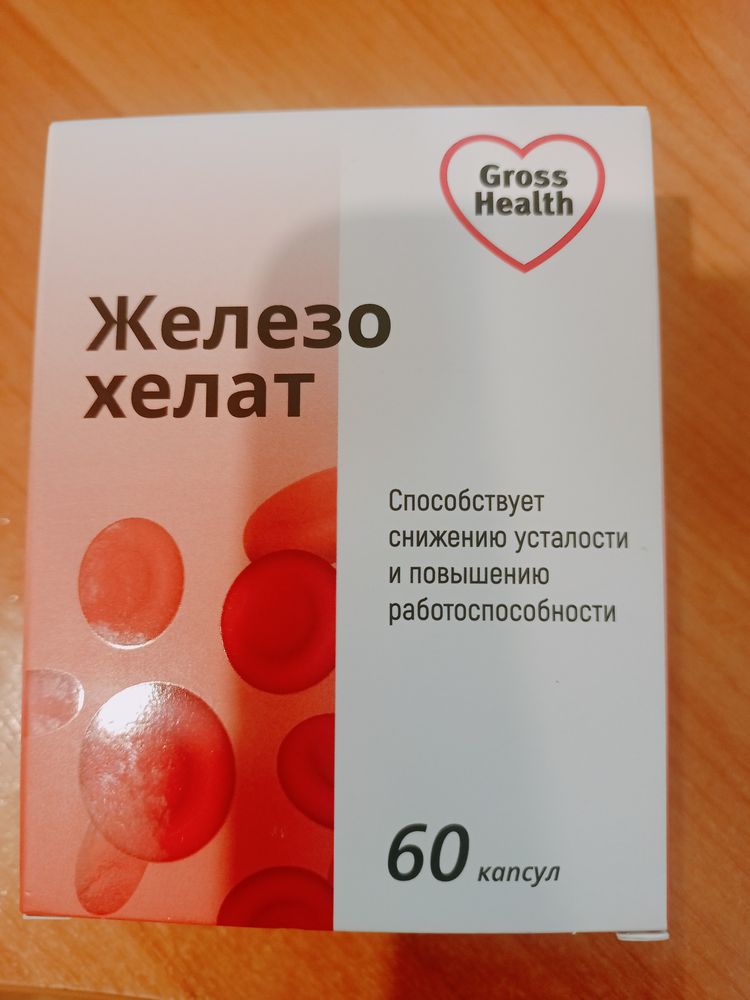 Gross
Health
Железо
хелат
Способствует
снижению усталости
и повышению
работоспособности
60 капсул